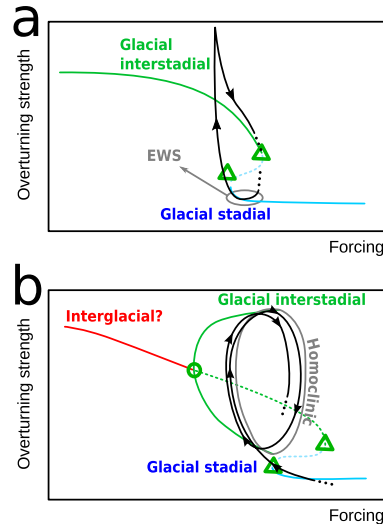 a
Overturning strength
Glacial
interstadial
EWS
Glacial stadial
Forcing
b
Overturning strength
Glacial interstadial
Interglacial?
Homoclinic
Glacial stadial
Forcing